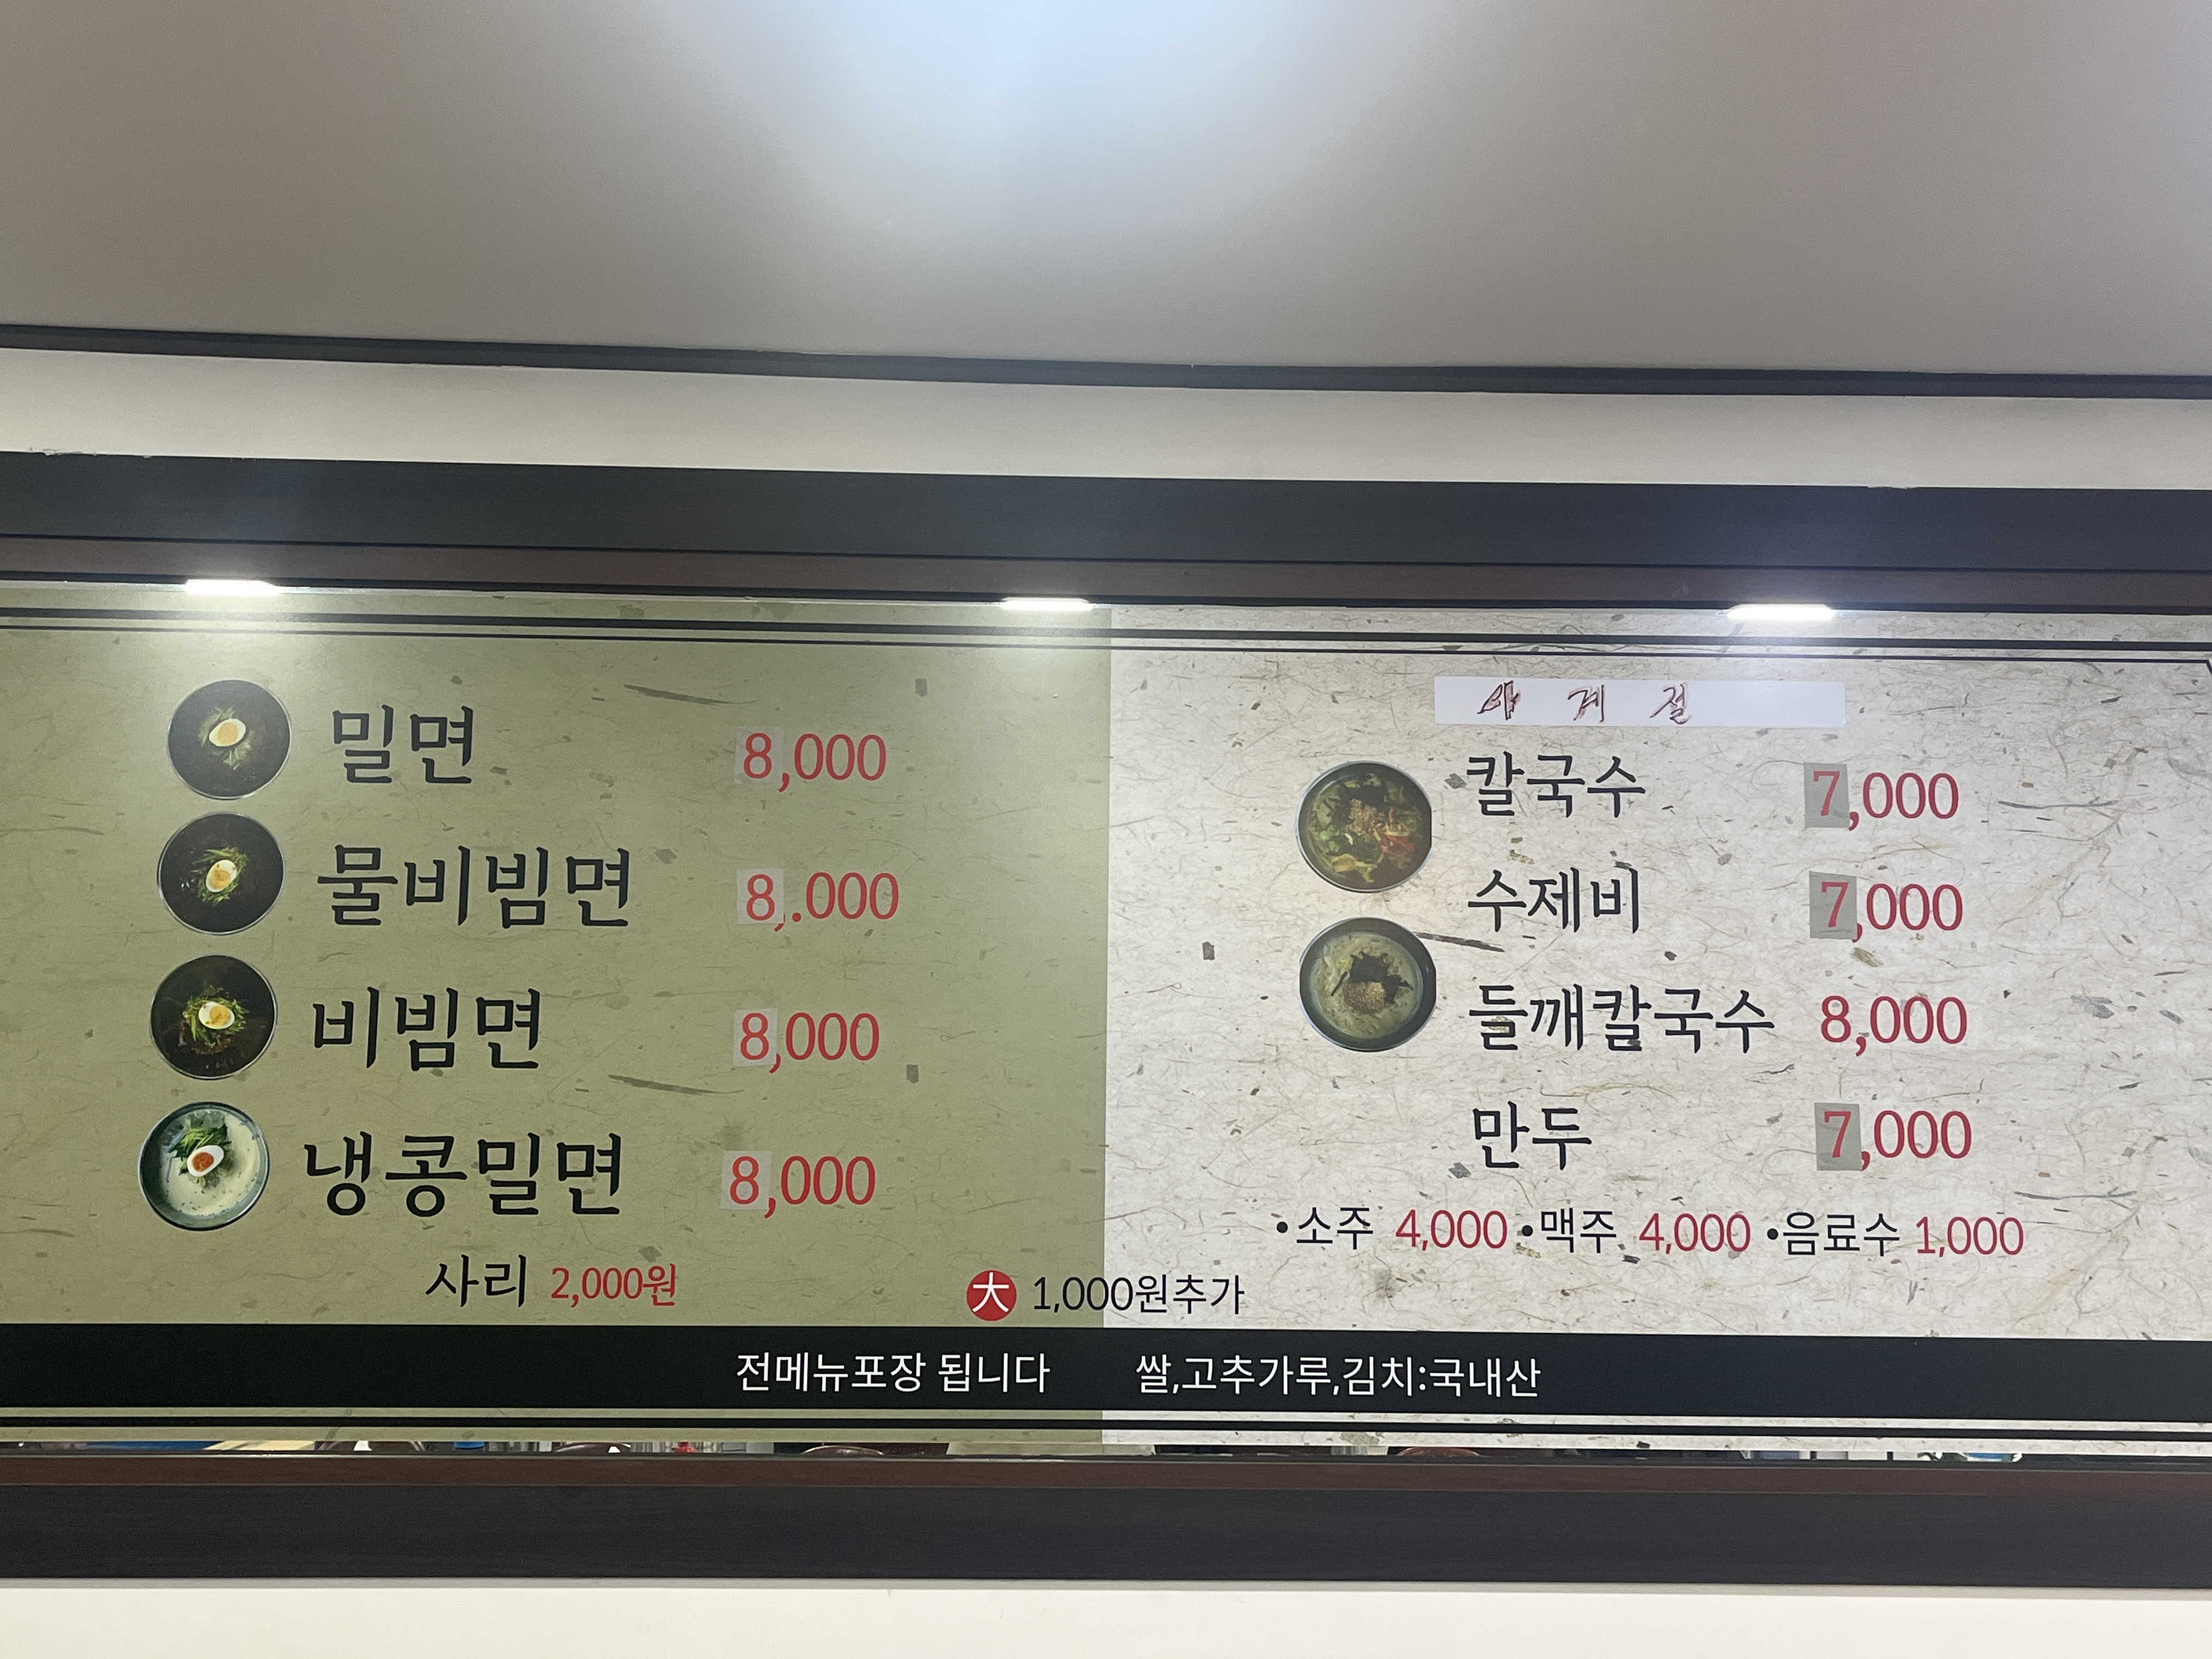 밀면 8,000
물비빔면 8,.000
비빔면 8,000
냉콩밀면 8,000
사리 2,000원
사계절
칼국수 7,000
수제비 7,000
들깨칼국수 8,000
만두 7,000
•소주 4,000 •맥주 4,000 •음료수 1,000
大 1,000원추가
전메뉴포장 됩니다 쌀,고추가루,김치:국내산